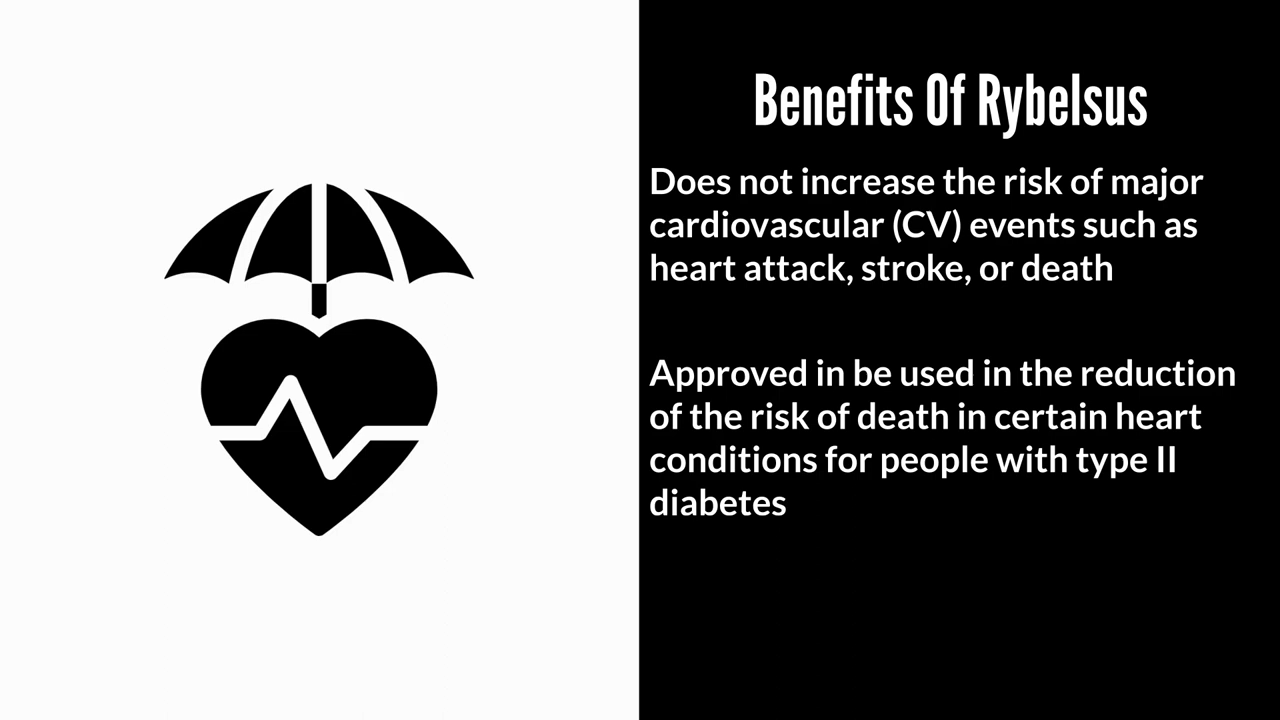 Benefits Of Rybelsus
Does not increase the risk of major
cardiovascular (CV) events such as
heart attack, stroke, or death
Approved in be used in the reduction
of the risk of death in certain heart
conditions for people with type II
diabetes